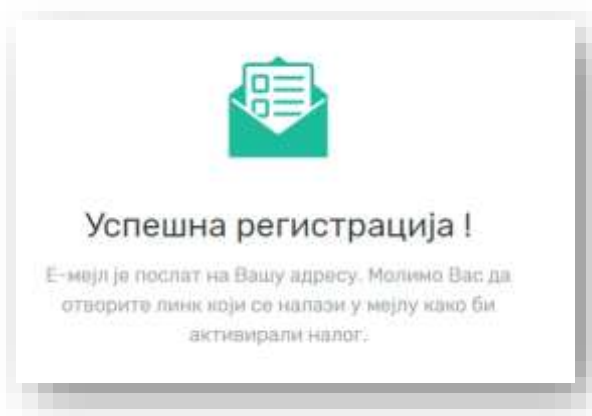 Успешна регистрација !
Е-мејл је послат на Вашу адресу. Молимо Вас да
отворите линк који се налази у мејлу како би
активирали налог.